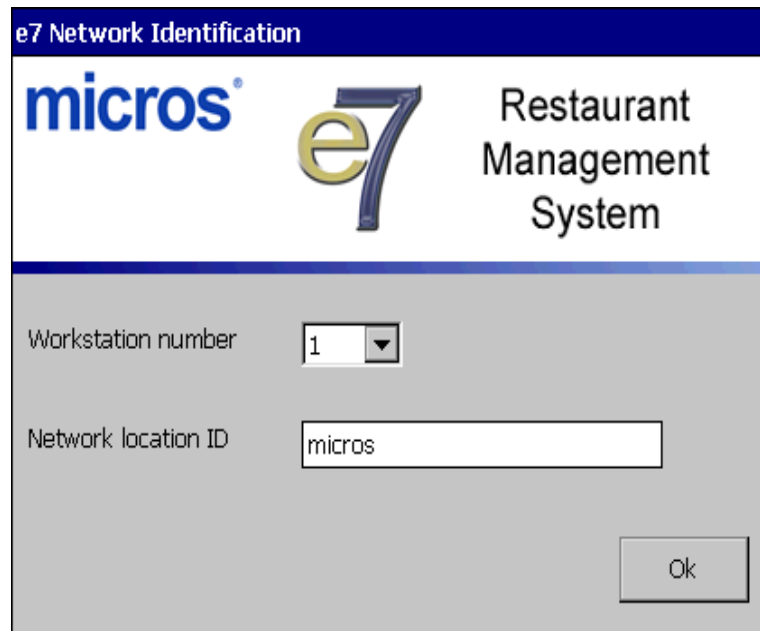 e7 Network Identification
micros®
e7
Restaurant
Management
System
Workstation number
1
Network location ID
micros
Ok